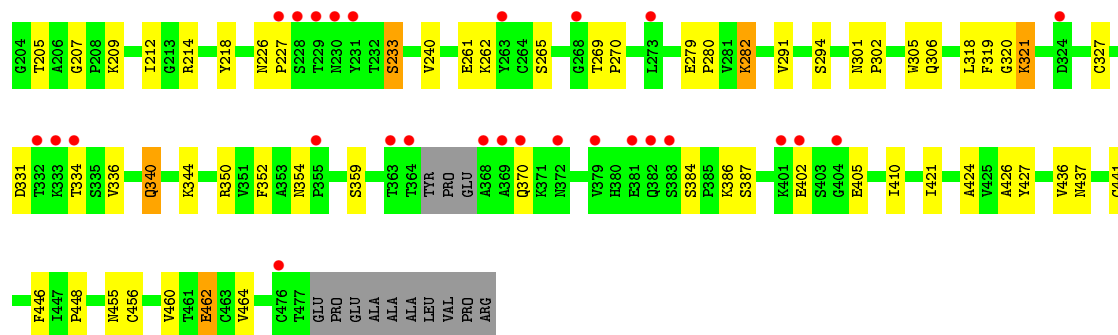 G204 T205 A206 G207 P208 K209 I212 G213 R214 Y218 N226 P227 S228 T229 N230 Y231 T232 S233 V240 E261 K262 Y263 C264 S265 G268 T269 P270 L273 E279 P280 V281 K282 V291 S294 N301 P302 W305 Q306 L318 F319 G320 K321 D324 C327
D331 T332 K333 T334 S335 V336 Q340 K344 R350 V351 F352 A353 N354 P355 S359 T363 T364 TYR PRO GLU A368 A369 Q370 K371 N372 V379 H380 E381 Q382 S383 S384 P385 K386 S387 K401 E402 S403 G404 E405 I410 I421 A424 V425 A426 Y427 V436 N437
F446 I447 P448 N455 C456 V460 T461 E462 C463 V464 C476 T477 GLU PRO GLU ALA ALA ALA LEU VAL PRO ARG